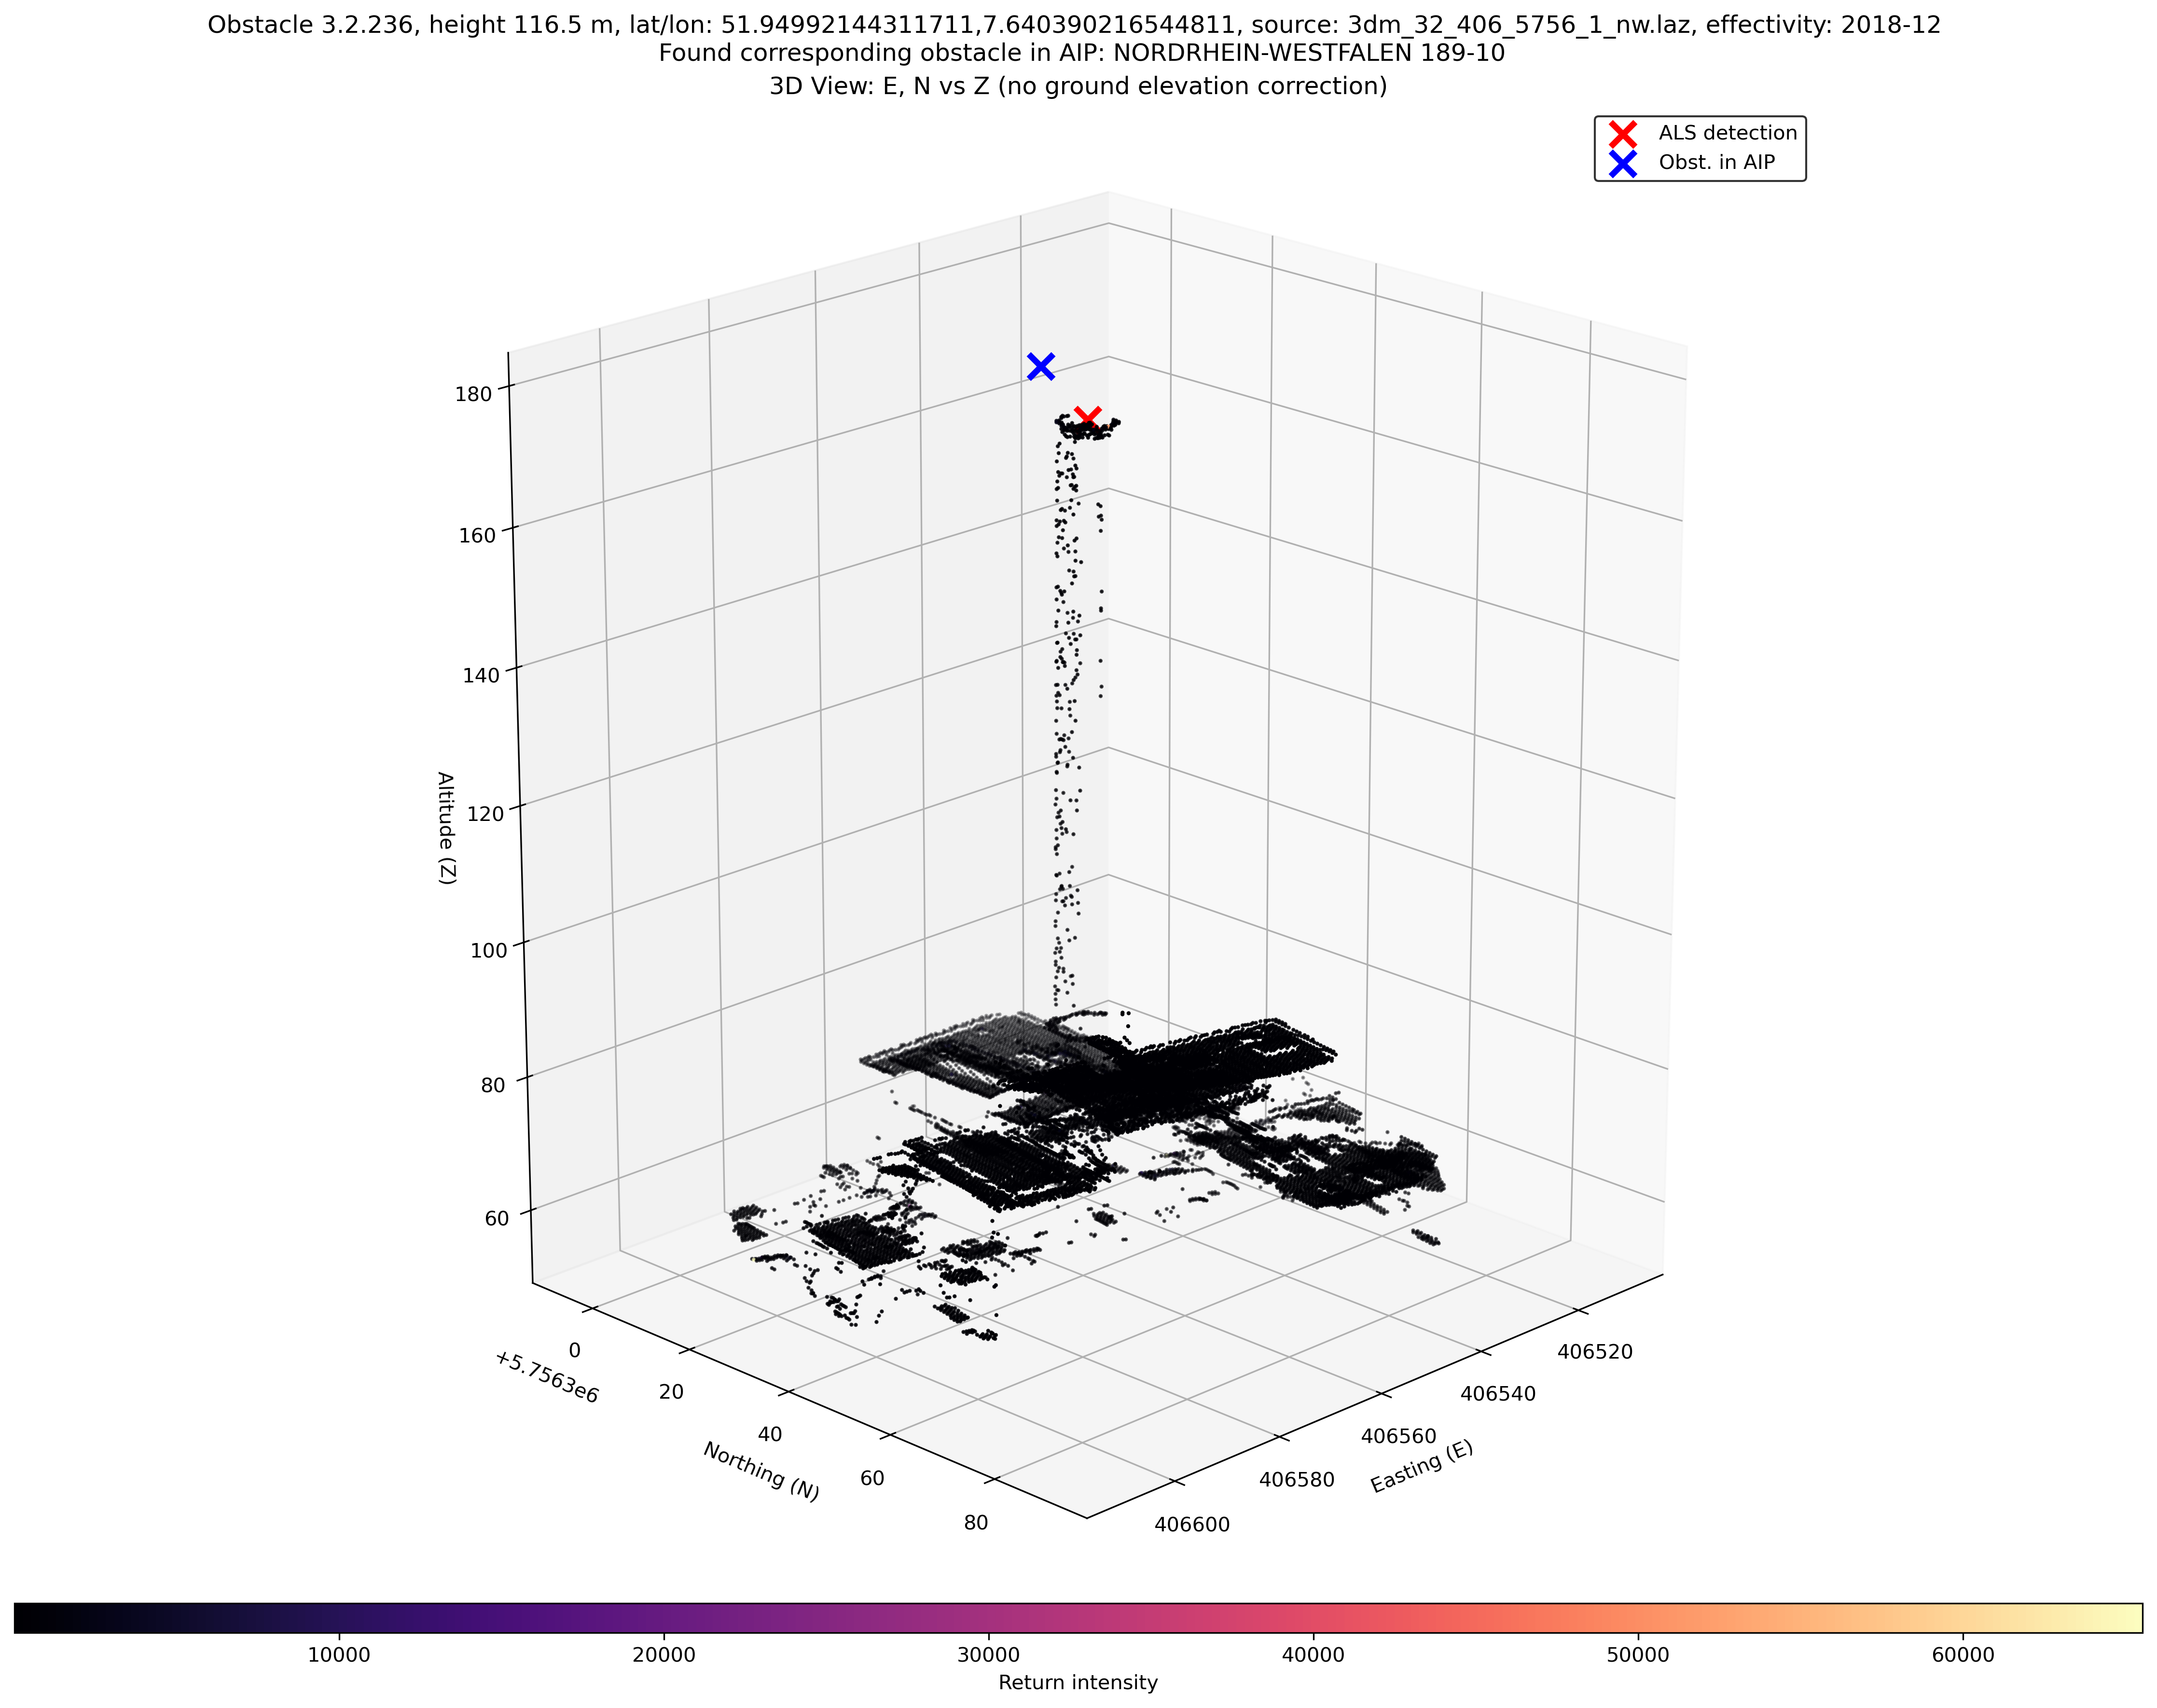 Obstacle 3.2.236, height 116.5 m, lat/lon: 51.94992144311711,7.640390216544811, source: 3dm_32_406_5756_1_nw.laz, effectivity: 2018-12
Found corresponding obstacle in AIP: NORDRHEIN-WESTFALEN 189-10
3D View: E, N vs Z (no ground elevation correction)
ALS detection
Obst. in AIP
180
160
140
120
100
80
60
Altitude (Z)
0
20
40
60
80
+5.7563e6
Northing (N)
406520
406540
406560
406580
406600
Easting (E)
10000
20000
30000
40000
50000
60000
Return intensity